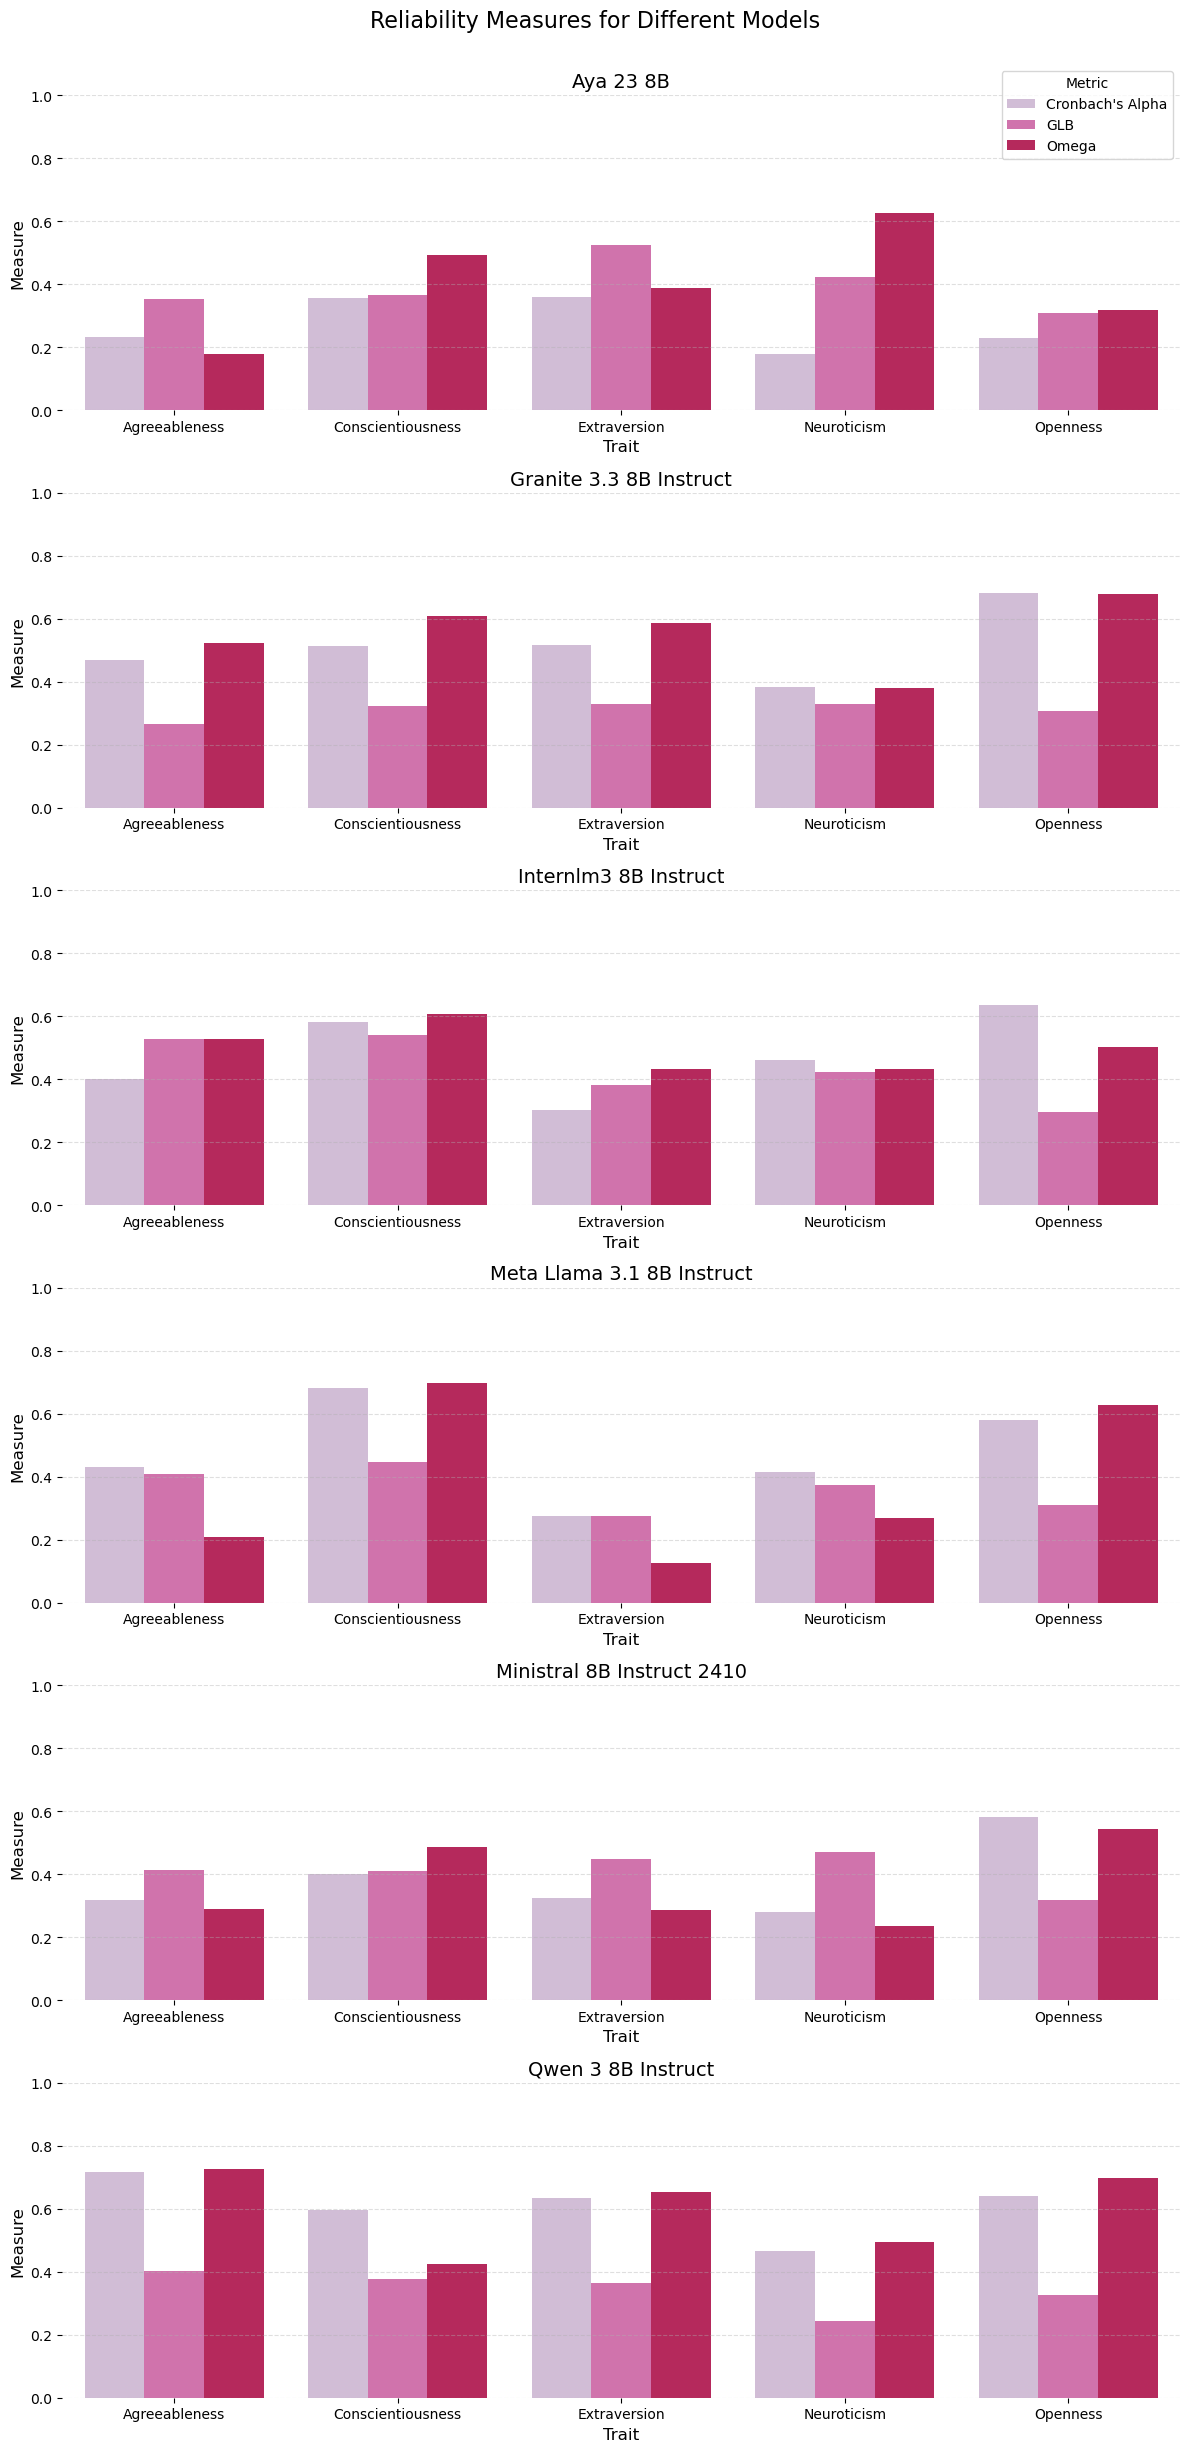 Reliability Measures for Different Models
Aya 23 8B
Metric
Cronbach's Alpha
GLB
Omega
Measure
1.0
0.8
0.6
0.4
0.2
0.0
Agreeableness Conscientiousness Extraversion Neuroticism Openness
Trait
Granite 3.3 8B Instruct
Measure
1.0
0.8
0.6
0.4
0.2
0.0
Agreeableness Conscientiousness Extraversion Neuroticism Openness
Trait
Internlm3 8B Instruct
Measure
1.0
0.8
0.6
0.4
0.2
0.0
Agreeableness Conscientiousness Extraversion Neuroticism Openness
Trait
Meta Llama 3.1 8B Instruct
Measure
1.0
0.8
0.6
0.4
0.2
0.0
Agreeableness Conscientiousness Extraversion Neuroticism Openness
Trait
Ministral 8B Instruct 2410
Measure
1.0
0.8
0.6
0.4
0.2
0.0
Agreeableness Conscientiousness Extraversion Neuroticism Openness
Trait
Qwen 3 8B Instruct
Measure
1.0
0.8
0.6
0.4
0.2
0.0
Agreeableness Conscientiousness Extraversion Neuroticism Openness
Trait